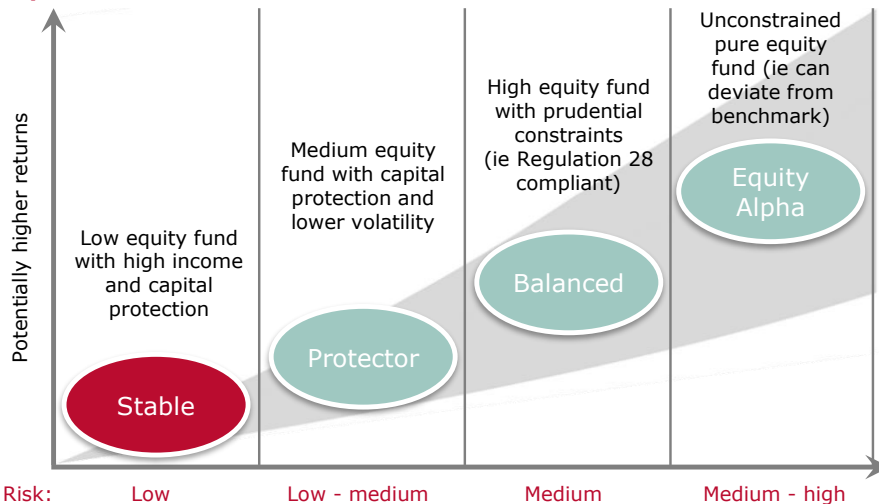 Potentially higher returns
Low equity fund
with high income
and capital
protection
Stable
Medium equity
fund with capital
protection and
lower volatility
Protector
High equity fund
with prudential
constraints
(ie Regulation 28
compliant)
Balanced
Unconstrained
pure equity
fund (ie can
deviate from
benchmark)
Equity
Alpha
Risk: Low Low - medium Medium Medium - high